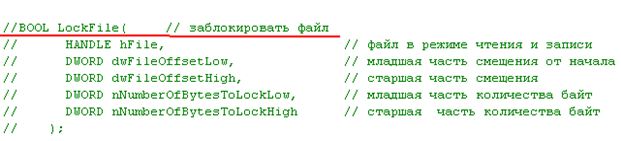 //BOOL LockFile(     // заблокировать файл
//      HANDLE hFile,                         // файл в режиме чтения и записи
//      DWORD dwFileOffsetLow,                // младшая часть смещения от начала
//      DWORD dwFileOffsetHigh,               // старшая часть смещения
//      DWORD nNumberOfBytesToLockLow,        // младшая часть количества байт
//      DWORD nNumberOfBytesToLockHigh        // старшая  часть количества байт
//    );